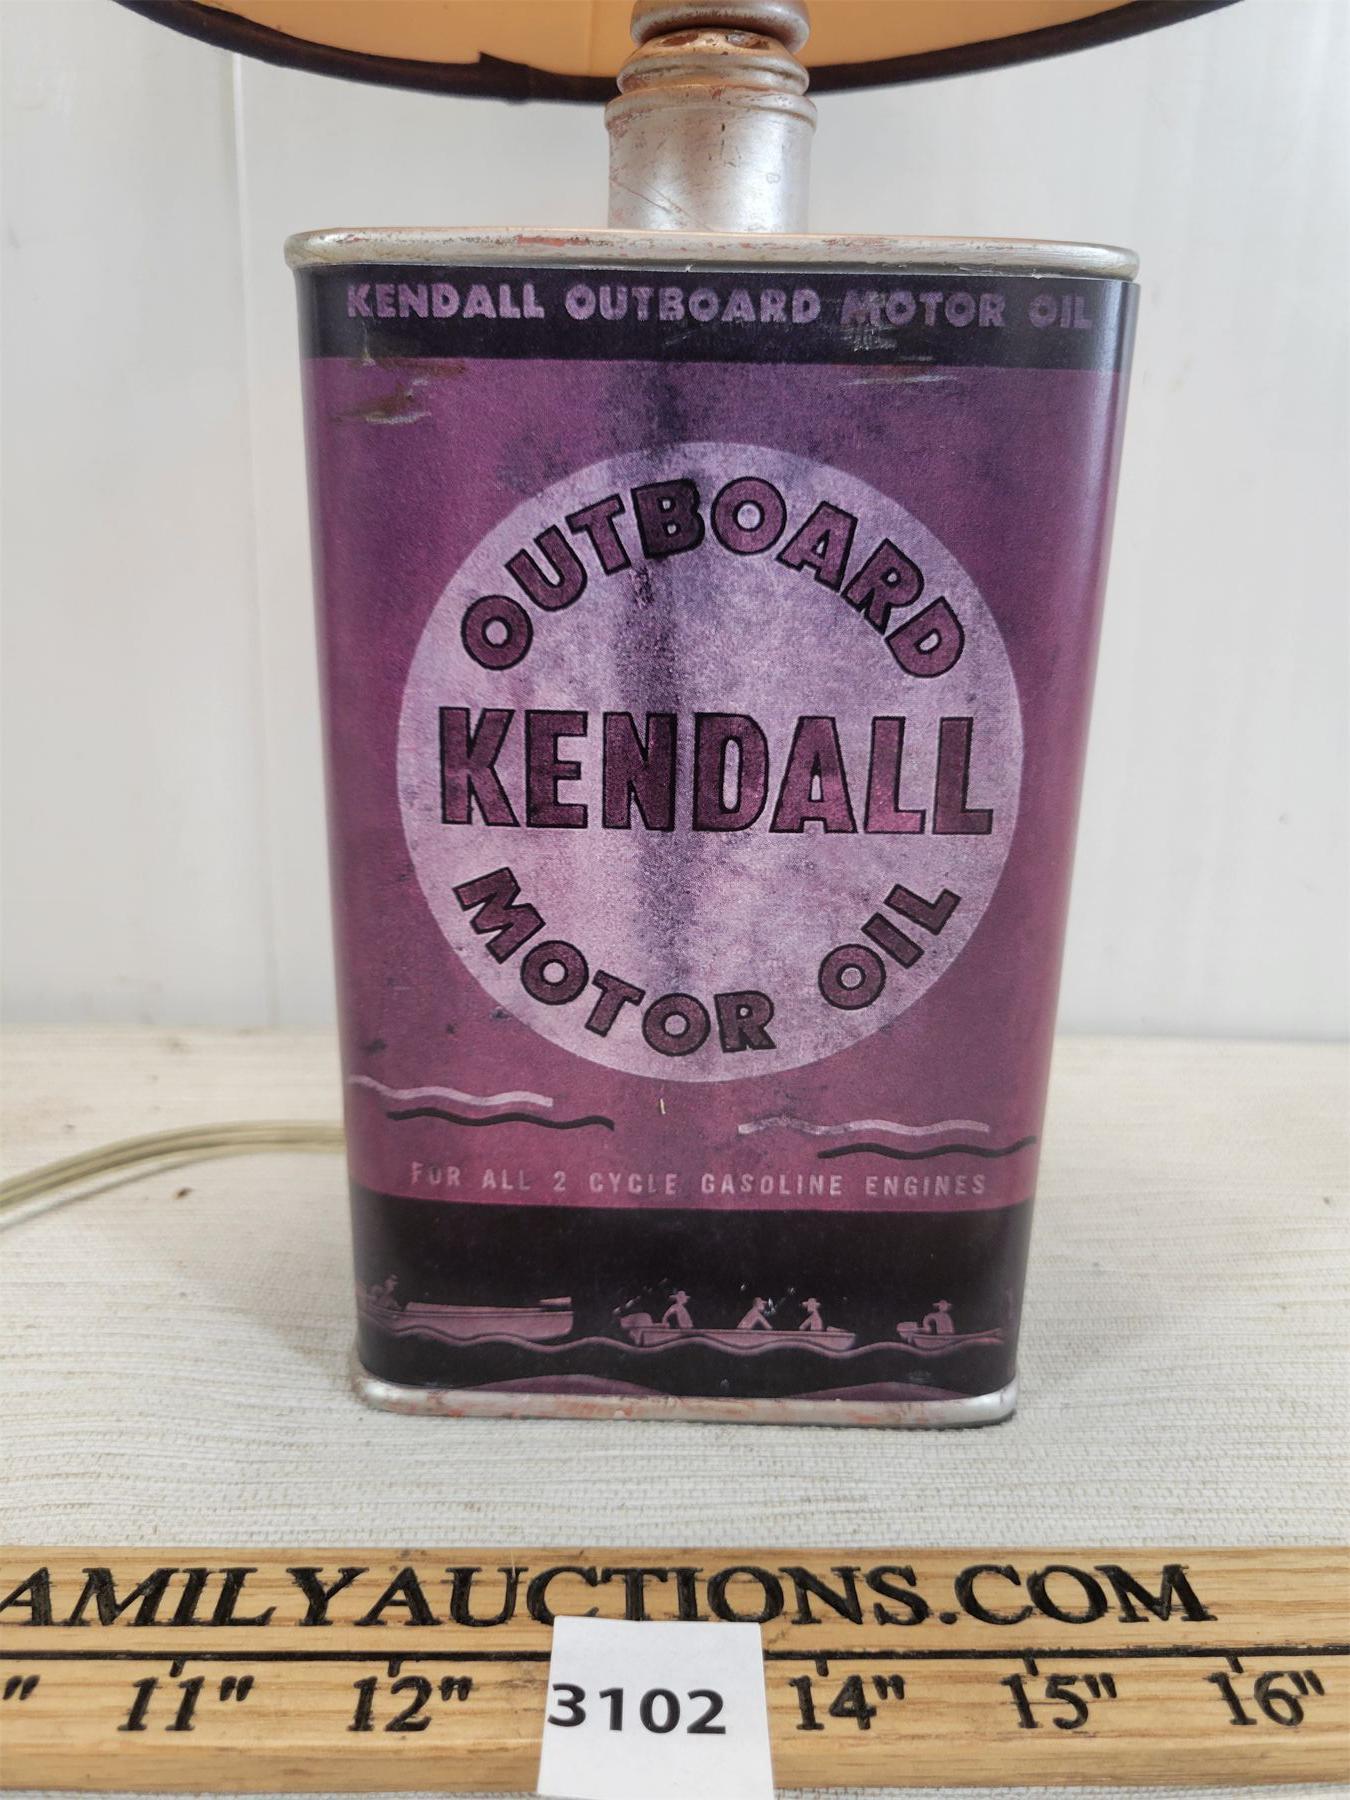 KENDALL OUTBOARD MOTOR OIL
OUTBOARD
KENDALL
MOTOR OIL
FOR ALL 2 CYCLE GASOLINE ENGINES
AMILYAUCTIONS.COM
" 11" 12" 14" 15" 16"
3102